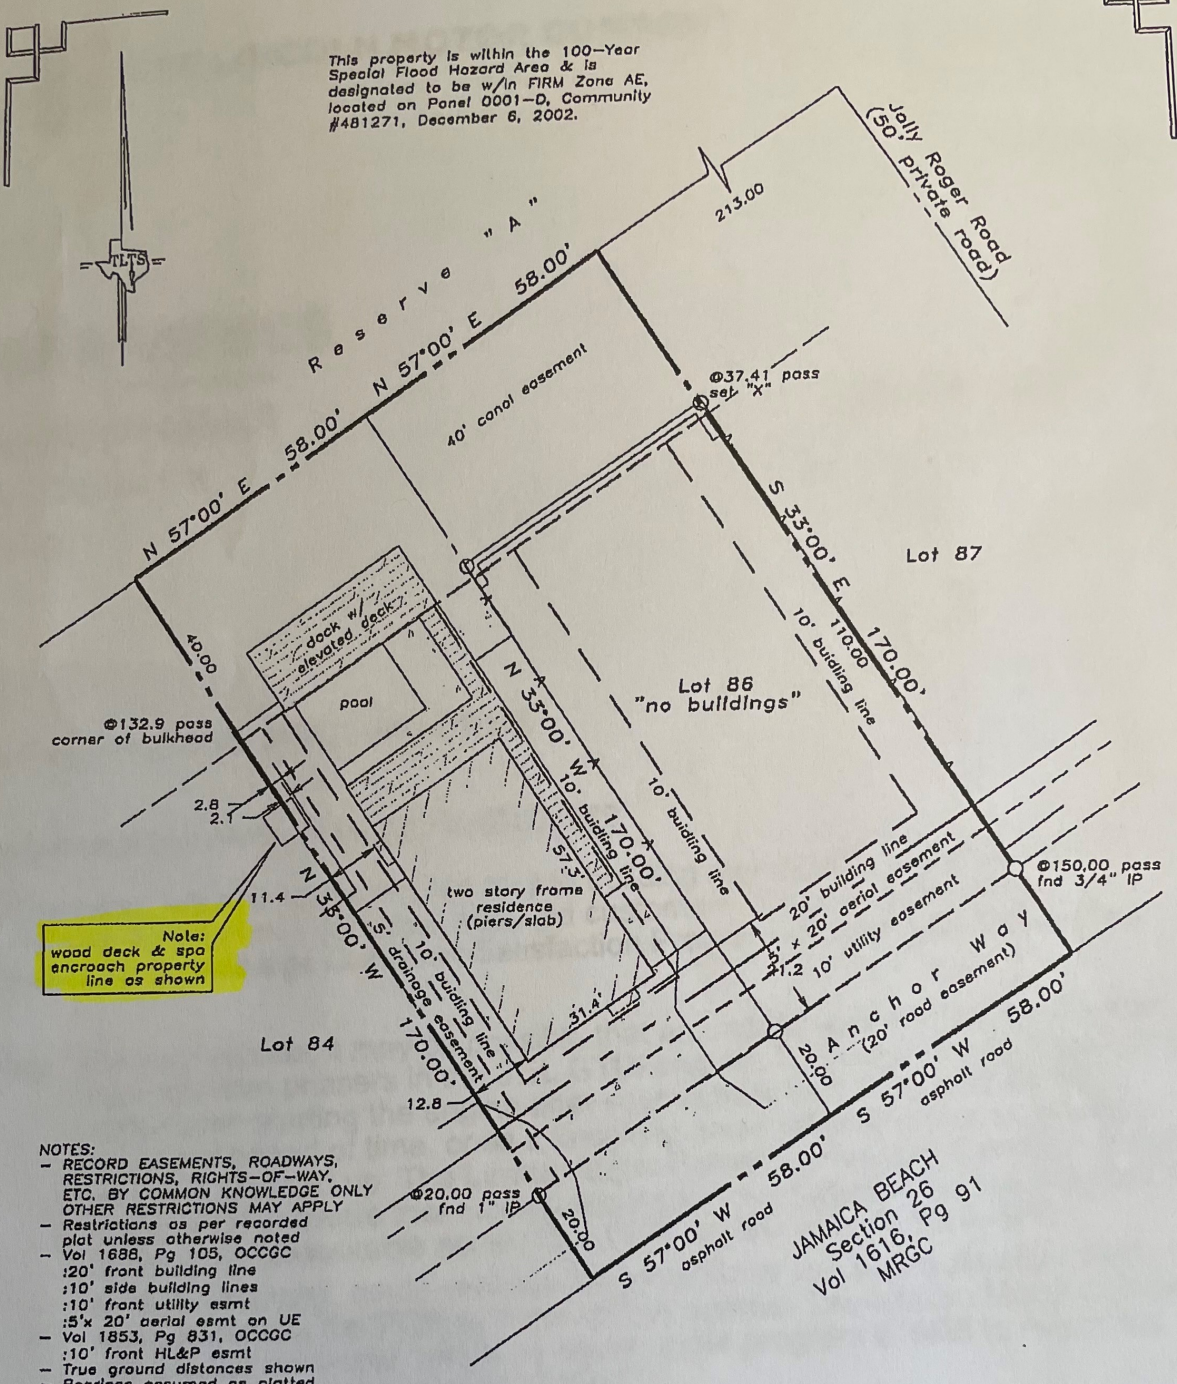 This property is within the 100-Year
Special Flood Hazard Area & is
designated to be w/in FIRM Zone AE,
located on Panel 0001-D, Community
#481271, December 6, 2002.
Jolly Roger Road
(50' private road)
213.00
Reserve "A"
N 57°00' E 58.00'
N 57°00' E 58.00'
TLTS
40' canal easement
@37.41 pass
set "X"
S 33°00' E 170.00'
110.00
Lot 87
10' buidling line
Lot 86
"no buildings"
10' buidling line
40.00
dock w/
elevated deck
pool
@132.9 pass
corner of bulkhead
2.8
2.1
N 33°00' W 170.00'
10' buidling line
57.3'
11.4
two story frame
residence
(piers/slab)
Note:
wood deck & spa
encroach property
line as shown
N 33°00' W 170.00'
5' drainage easement
10' buidling line
31.4'
20' building line
5' x 20' aerial easement
10' utility easement
@150.00 pass
fnd 3/4" IP
Anchor Way
(20' road easement)
20.00
Lot 84
12.8
S 57°00' W 58.00'
asphalt road
S 57°00' W 58.00'
asphalt road
@20.00 pass
fnd 1" IP
20.00
JAMAICA BEACH
Section 26
Vol 1616, Pg 91
MRGC
NOTES:
- RECORD EASEMENTS, ROADWAYS,
RESTRICTIONS, RIGHTS-OF-WAY,
ETC. BY COMMON KNOWLEDGE ONLY
OTHER RESTRICTIONS MAY APPLY
- Restrictions as per recorded
plat unless otherwise noted
- Vol 1688, Pg 105, OCCGC
:20' front building line
:10' side building lines
:10' front utility esmt
:5'x 20' aerial esmt on UE
- Vol 1853, Pg 831, OCCGC
:10' front HL&P esmt
- True ground distances shown